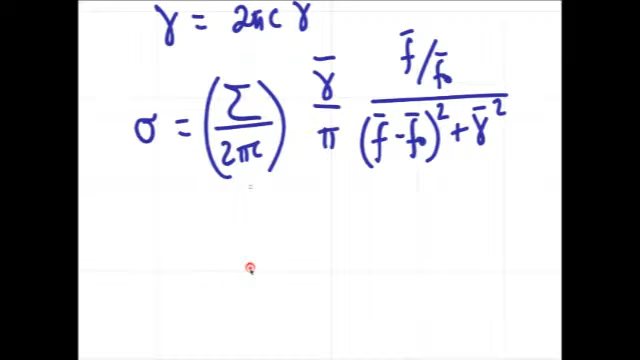 γ = 2πc γ
σ = (Σ / 2πc) γ̄ / π (f̄ / f̄₀) / ((f̄ - f̄₀)² + γ̄²)
=